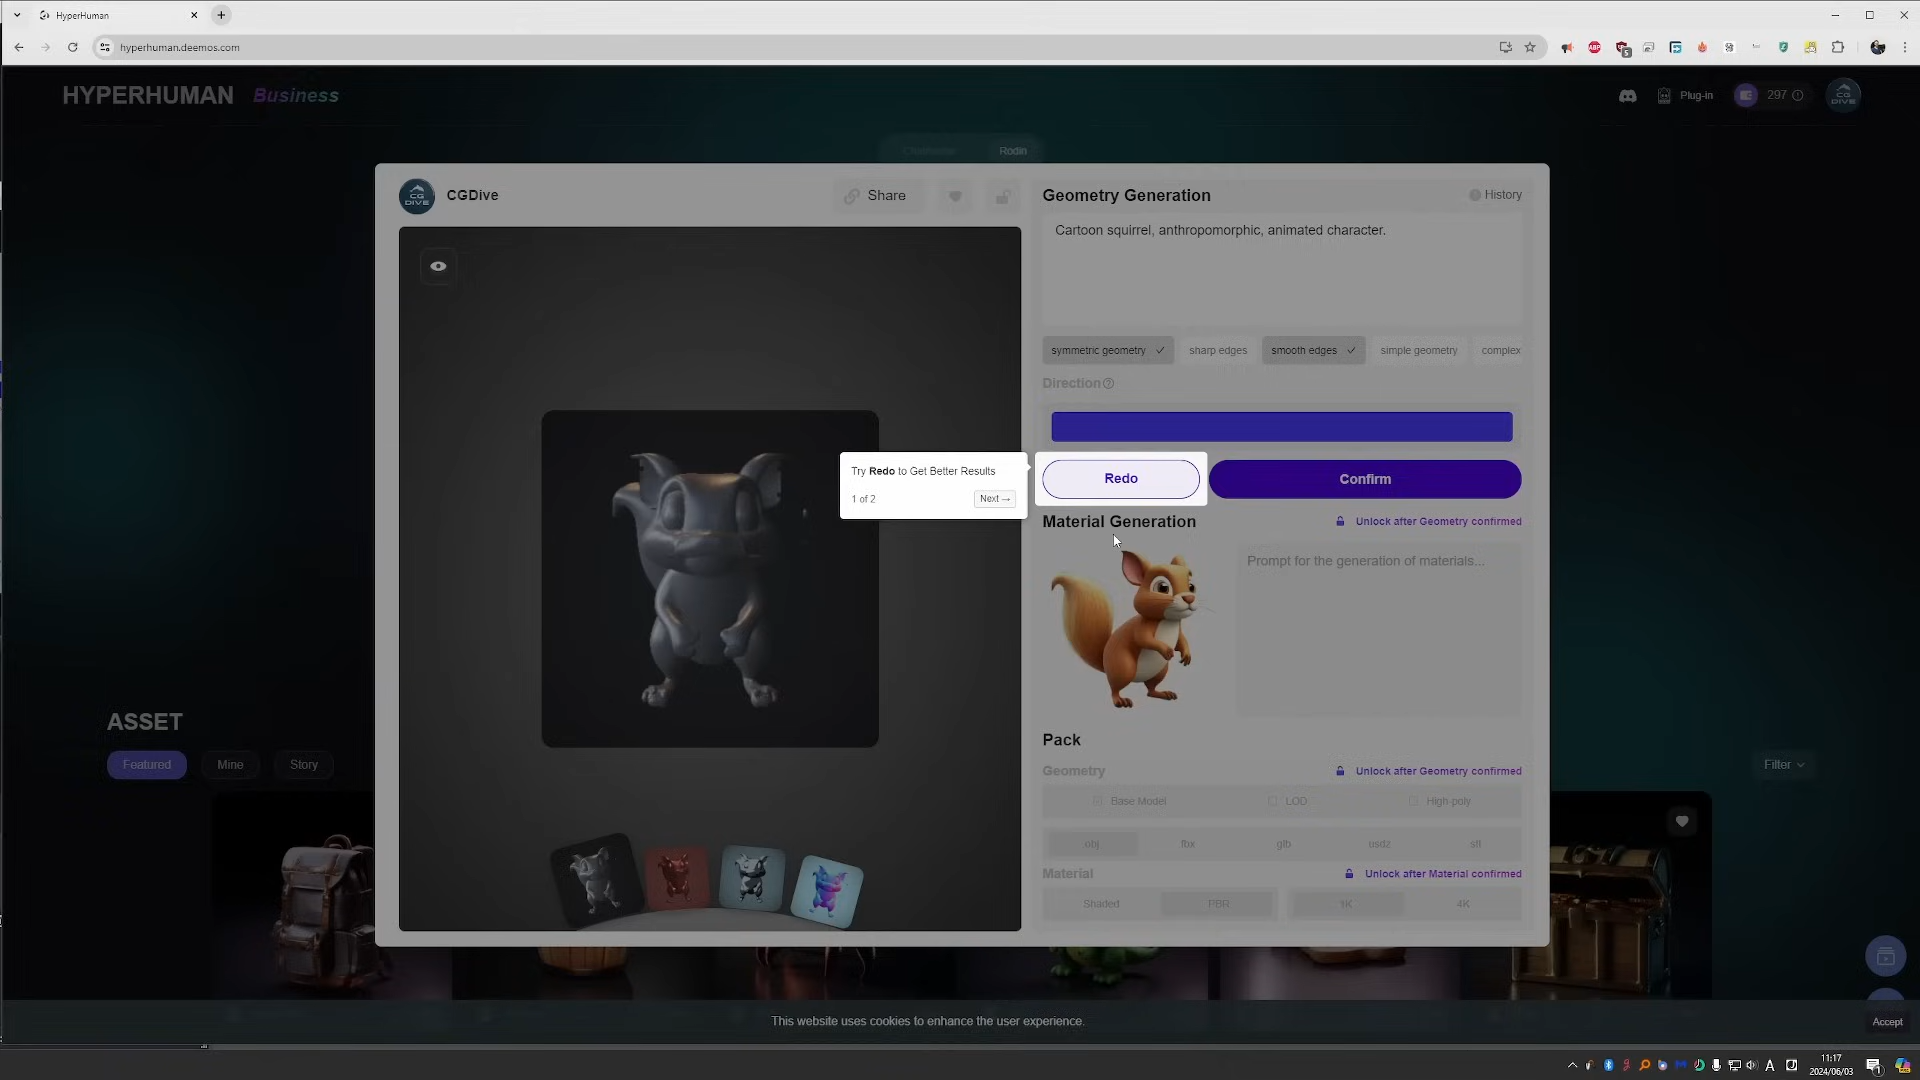 HyperHuman
hyperhuman.deemos.com
HYPERHUMAN Business
Plug-in
297
CG
DIVE
Rodin
CG
DIVE
CGDive
Share
Geometry Generation
History
Cartoon squirrel, anthropomorphic, animated character.
symmetric geometry
sharp edges
smooth edges
simple geometry
complex
Direction
Try Redo to Get Better Results
1 of 2
Next →
Redo
Confirm
Material Generation
Unlock after Geometry confirmed
Prompt for the generation of materials...
Pack
Geometry
Unlock after Geometry confirmed
Base Model
LOD
High-poly
obj
fbx
glb
usdz
stl
Material
Unlock after Material confirmed
Shaded
PBR
1K
4K
ASSET
Featured
Mine
Story
Filter
This website uses cookies to enhance the user experience.
Accept
A
11:17
2024/06/03